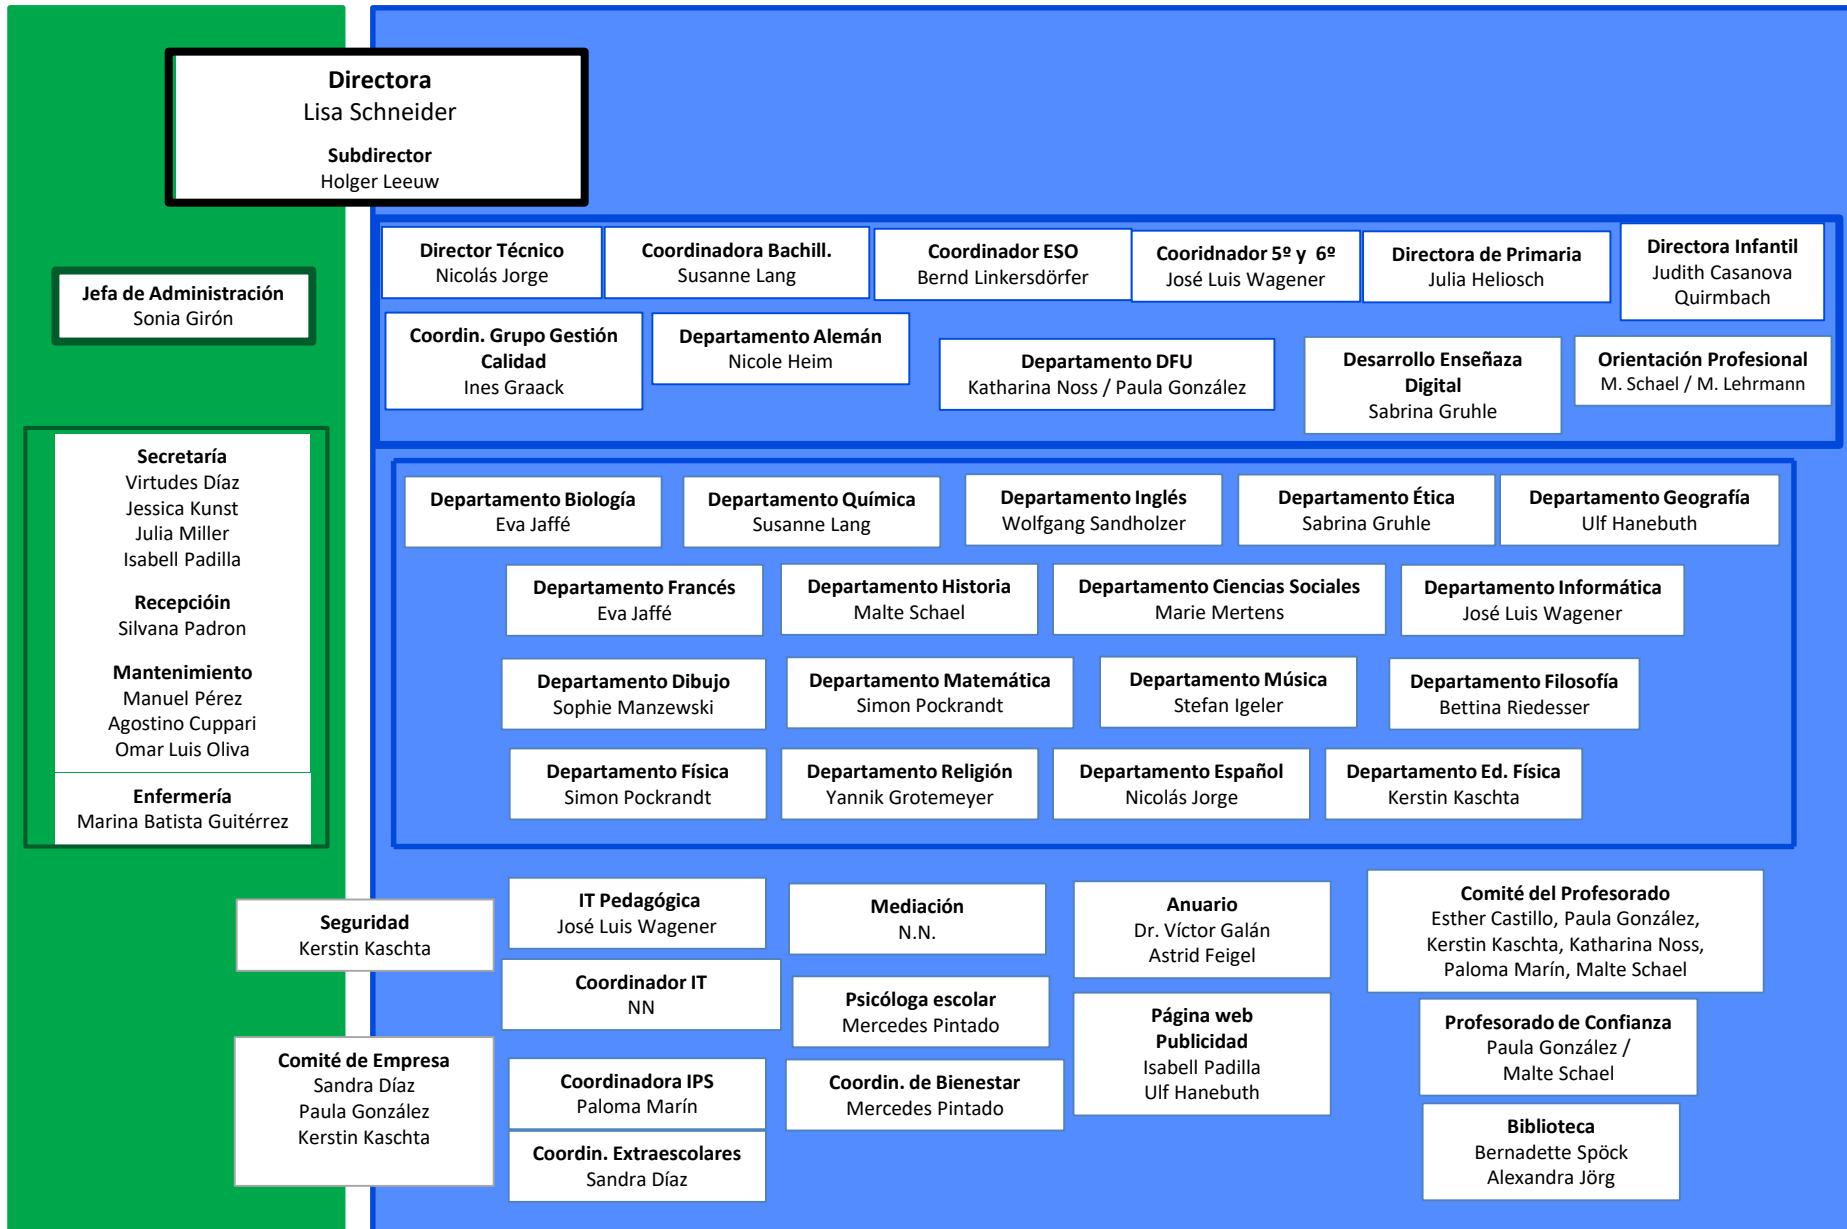 Directora
Lisa Schneider
Subdirector
Holger Leeuw
Jefa de Administración
Sonia Girón
Secretaría
Virtudes Díaz
Jessica Kunst
Julia Miller
Isabell Padilla
Recepcióin
Silvana Padron
Mantenimiento
Manuel Pérez
Agostino Cuppari
Omar Luis Oliva
Enfermería
Marina Batista Guitérrez
Director Técnico
Nicolás Jorge
Coordinadora Bachill.
Susanne Lang
Coordinador ESO
Bernd Linkersdörfer
Cooridnador 5º y 6º
José Luis Wagener
Directora de Primaria
Julia Heliosch
Directora Infantil
Judith Casanova
Quirmbach
Coordin. Grupo Gestión
Calidad
Ines Graack
Departamento Alemán
Nicole Heim
Departamento DFU
Katharina Noss / Paula González
Desarrollo Enseñaza
Digital
Sabrina Gruhle
Orientación Profesional
M. Schael / M. Lehrmann
Departamento Biología
Eva Jaffé
Departamento Química
Susanne Lang
Departamento Inglés
Wolfgang Sandholzer
Departamento Ética
Sabrina Gruhle
Departamento Geografía
Ulf Hanebuth
Departamento Francés
Eva Jaffé
Departamento Historia
Malte Schael
Departamento Ciencias Sociales
Marie Mertens
Departamento Informática
José Luis Wagener
Departamento Dibujo
Sophie Manzewski
Departamento Matemática
Simon Pockrandt
Departamento Música
Stefan Igeler
Departamento Filosofía
Bettina Riedesser
Departamento Física
Simon Pockrandt
Departamento Religión
Yannik Grotemeyer
Departamento Español
Nicolás Jorge
Departamento Ed. Física
Kerstin Kaschta
Seguridad
Kerstin Kaschta
Comité de Empresa
Sandra Díaz
Paula González
Kerstin Kaschta
IT Pedagógica
José Luis Wagener
Coordinador IT
NN
Coordinadora IPS
Paloma Marín
Coordin. Extraescolares
Sandra Díaz
Mediación
N.N.
Psicóloga escolar
Mercedes Pintado
Coordin. de Bienestar
Mercedes Pintado
Anuario
Dr. Víctor Galán
Astrid Feigel
Página web
Publicidad
Isabell Padilla
Ulf Hanebuth
Comité del Profesorado
Esther Castillo, Paula González,
Kerstin Kaschta, Katharina Noss,
Paloma Marín, Malte Schael
Profesorado de Confianza
Paula González /
Malte Schael
Biblioteca
Bernadette Spöck
Alexandra Jörg